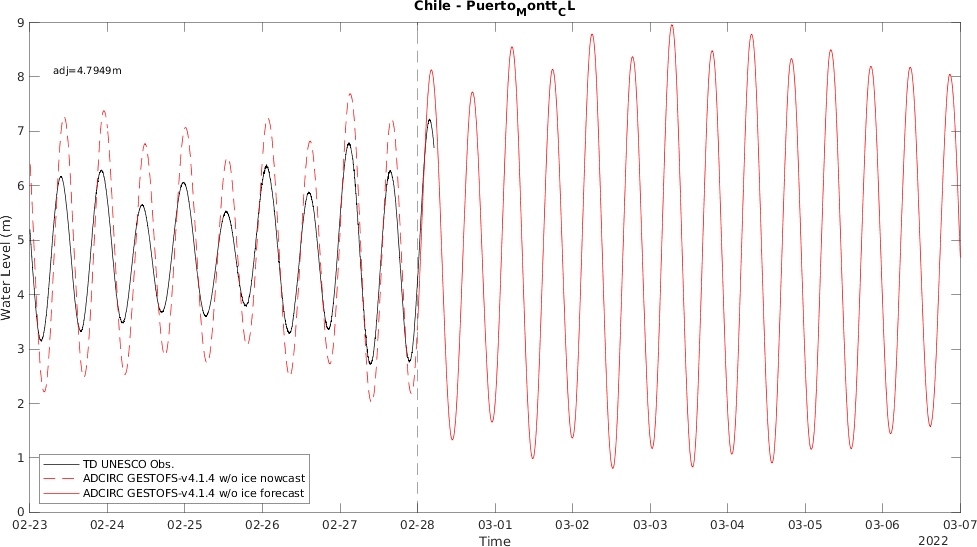 Chile - Puerto_Montt_CL
9
adj=4.7949m
8
7
6
5
4
3
2
1
0
Water Level (m)
TD UNESCO Obs.
ADCIRC GESTOFS-v4.1.4 w/o ice nowcast
ADCIRC GESTOFS-v4.1.4 w/o ice forecast
02-23 02-24 02-25 02-26 02-27 02-28 03-01 03-02 03-03 03-04 03-05 03-06 03-07
Time
2022